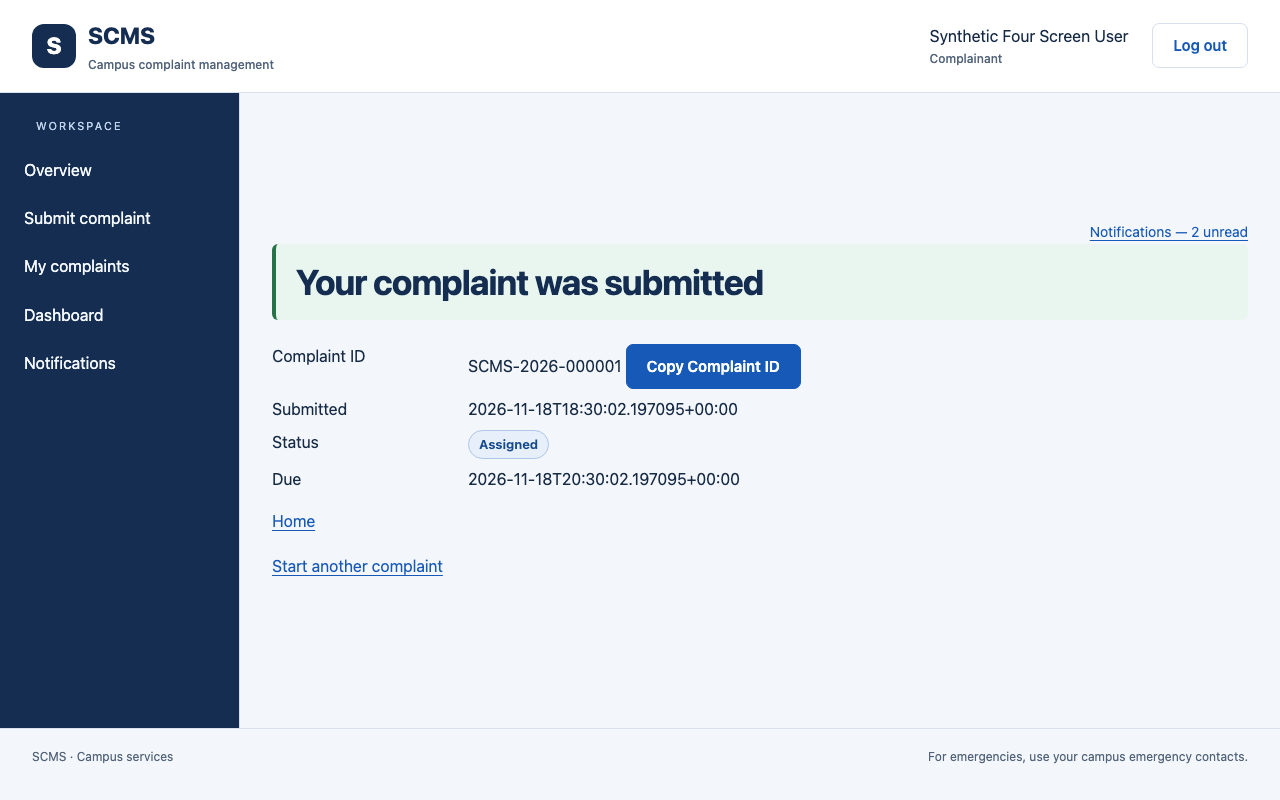 S
SCMS
Campus complaint management
Synthetic Four Screen User
Complainant
Log out
WORKSPACE
Overview
Submit complaint
My complaints
Dashboard
Notifications
Notifications — 2 unread
Your complaint was submitted
Complaint ID
SCMS-2026-000001 Copy Complaint ID
Submitted 2026-11-18T18:30:02.197095+00:00
Status Assigned
Due 2026-11-18T20:30:02.197095+00:00
Home
Start another complaint
SCMS · Campus services
For emergencies, use your campus emergency contacts.